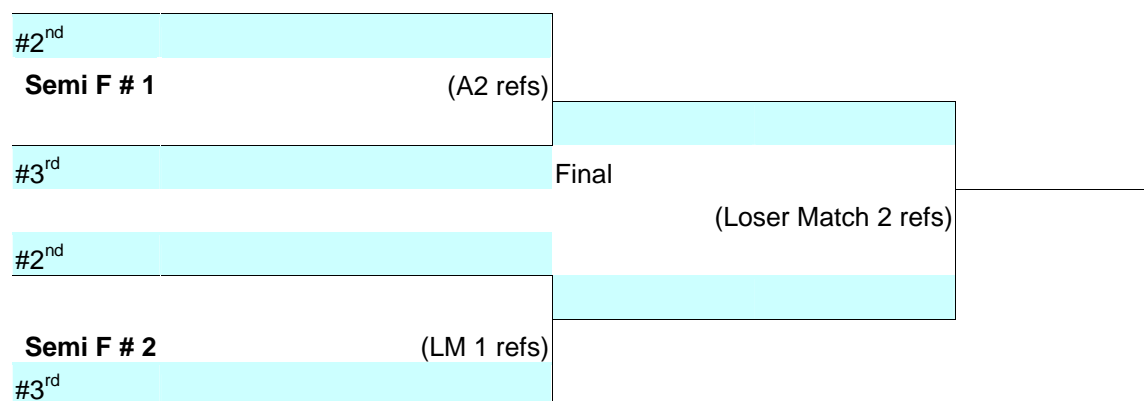 #2nd
Semi F # 1 (A2 refs)
#3rd Final
(Loser Match 2 refs)
#2nd
Semi F # 2 (LM 1 refs)
#3rd